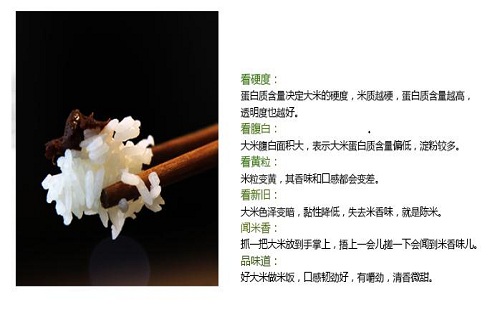 看硬度：
蛋白质含量决定大米的硬度，米质越硬，蛋白质含量越高，
透明度也越好。
看腹白：
大米腹白面积大，表示大米蛋白质含量偏低，淀粉较多。
看黄粒：
米粒变黄，其香味和口感都会变差。
看新旧：
大米色泽变暗，黏性降低，失去米香味，就是陈米。
闻米香：
抓一把大米放到手掌上，捂上一会儿搓一下会闻到米香味儿。
品味道：
好大米做米饭，口感韧劲好，有嚼劲，清香微甜。